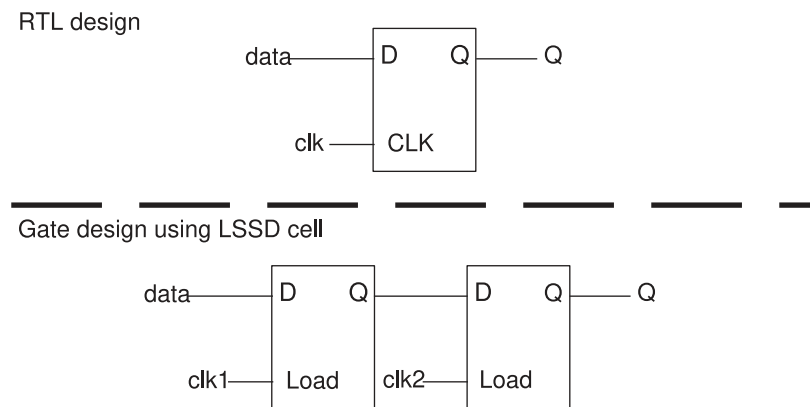 RTL design
data D Q Q
clk CLK
Gate design using LSSD cell
data D Q D Q Q
clk1 Load clk2 Load